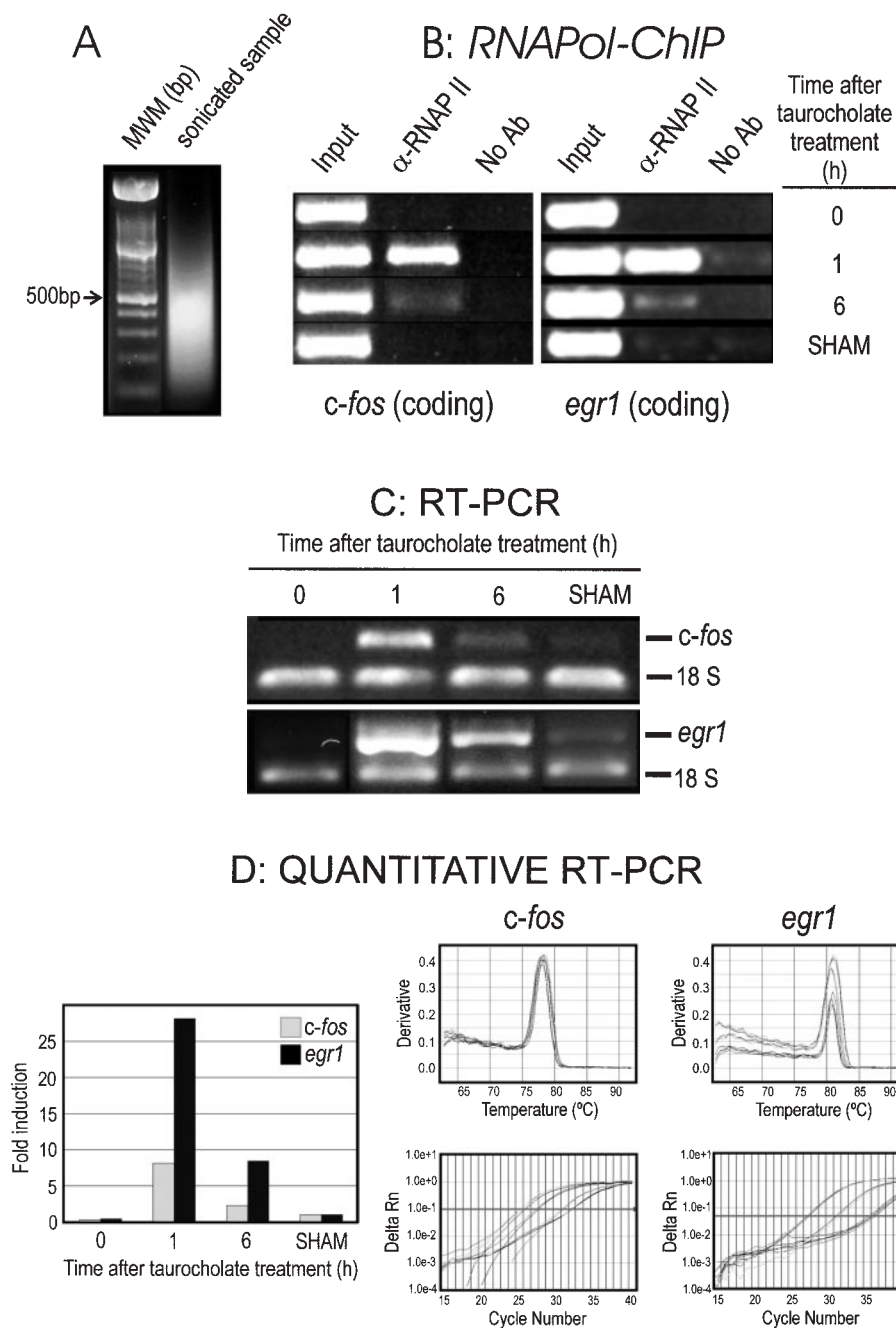 A
MWM (bp)
sonicated sample
500bp
B: RNAPol-ChIP
Input
α-RNAP II
No Ab
Input
α-RNAP II
No Ab
Time after
taurocholate
treatment
(h)
0
1
6
SHAM
c-fos (coding)
egr1 (coding)
C: RT-PCR
Time after taurocholate treatment (h)
0 1 6 SHAM
c-fos
18 S
egr1
18 S
D: QUANTITATIVE RT-PCR
Fold induction
25
20
15
10
5
0
c-fos
egr1
0 1 6 SHAM
Time after taurocholate treatment (h)
c-fos
Derivative
0.4
0.3
0.2
0.1
0.0
65 70 75 80 85 90
Temperature (ºC)
egr1
Derivative
0.4
0.3
0.2
0.1
0.0
65 70 75 80 85 90
Temperature (ºC)
Delta Rn
1.0e+1
1.0e+0
1.0e-1
1.0e-2
1.0e-3
1.0e-4
15 20 25 30 35 40
Cycle Number
Delta Rn
1.0e+1
1.0e+0
1.0e-1
1.0e-2
1.0e-3
1.0e-4
15 20 25 30 35
Cycle Number